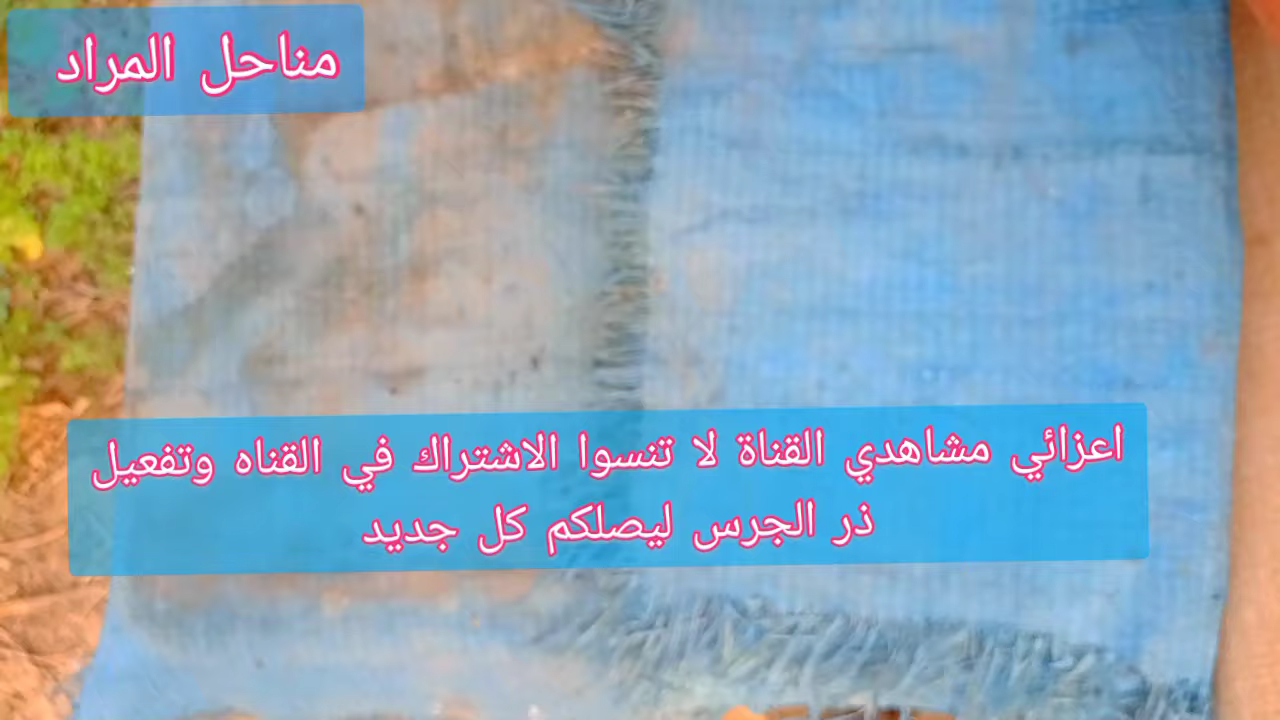 مناحل المراد
اعزائي مشاهدي القناة لا تنسوا الاشتراك في القناه وتفعيل
ذر الجرس ليصلكم كل جديد